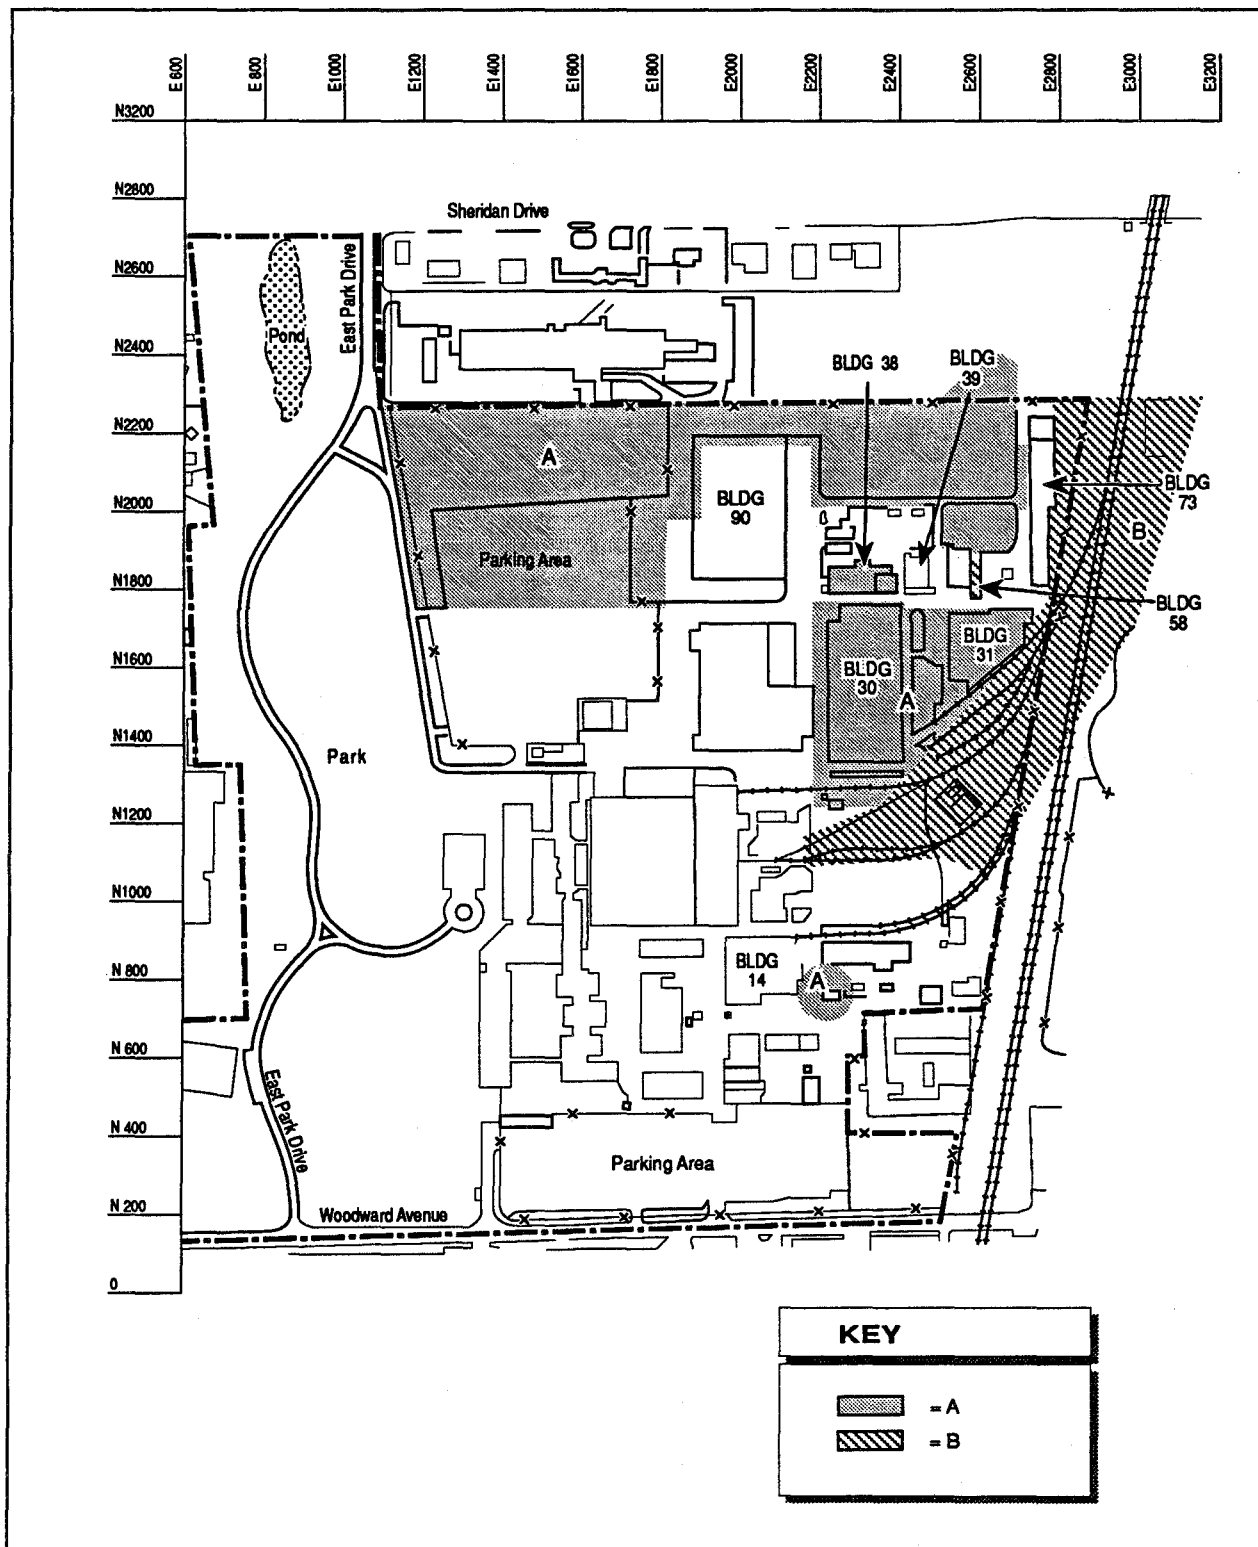 E 600
E 800
E1000
E1200
E1400
E1600
E1800
E2000
E2200
E2400
E2600
E2800
E3000
E3200
N3200
N2800
N2600
N2400
N2200
N2000
N1800
N1600
N1400
N1200
N1000
N 800
N 600
N 400
N 200
0
Sheridan Drive
East Park Drive
Pond
BLDG 38
BLDG
39
A
BLDG
90
BLDG
73
B
Parking Area
BLDG
58
BLDG
31
BLDG
30
A
Park
BLDG
14
A
East Park Drive
Parking Area
Woodward Avenue
KEY
= A
= B